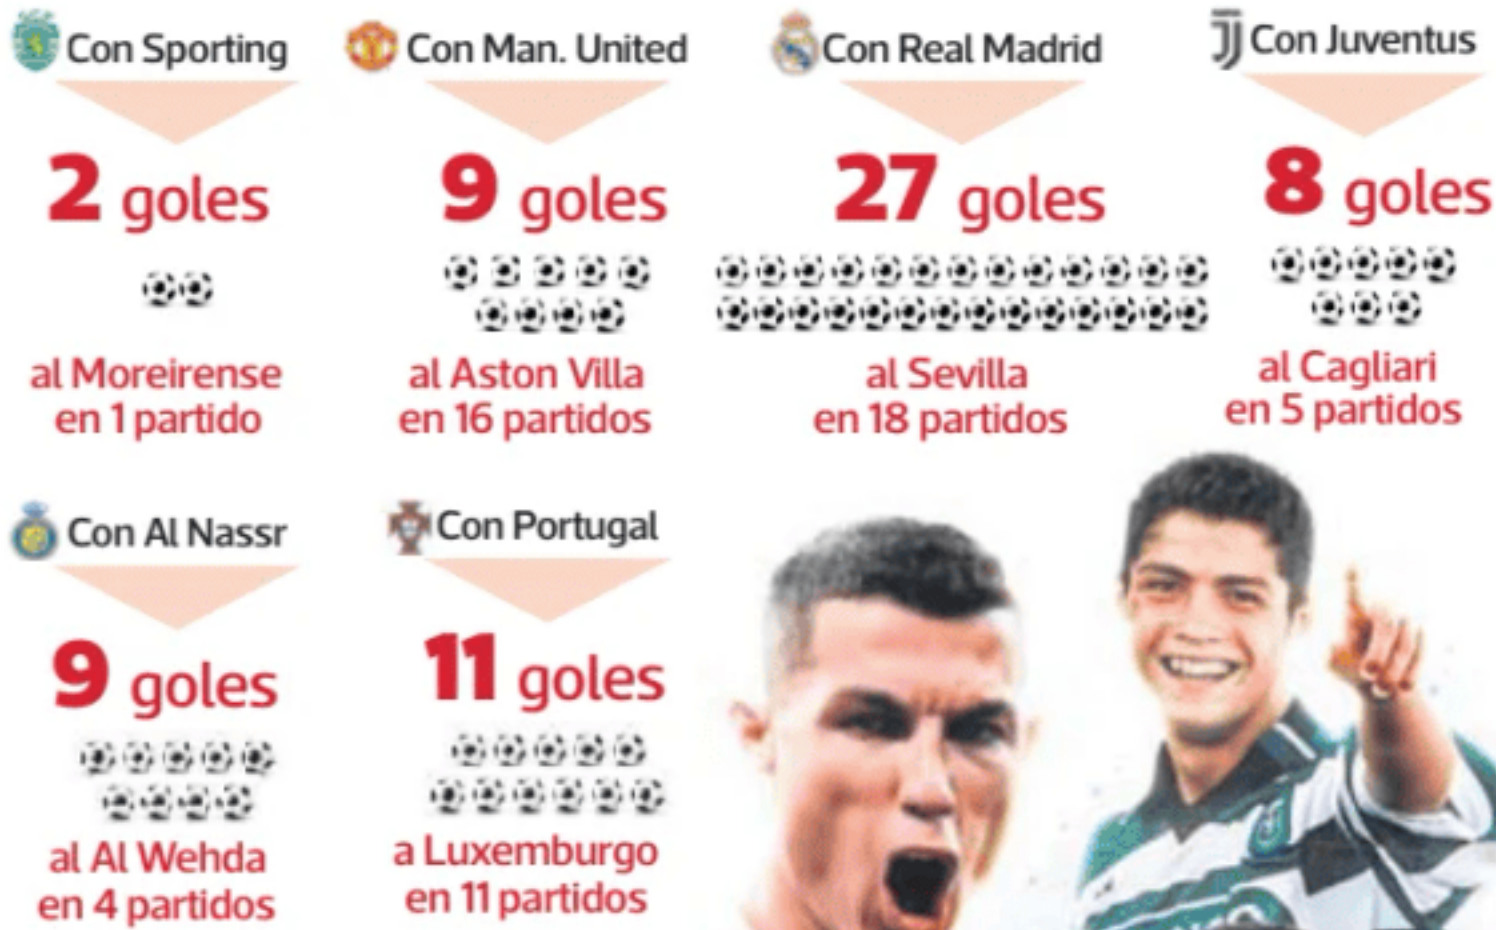 Con Sporting
2 goles
al Moreirense
en 1 partido
Con Man. United
9 goles
al Aston Villa
en 16 partidos
Con Real Madrid
27 goles
al Sevilla
en 18 partidos
Con Juventus
8 goles
al Cagliari
en 5 partidos
Con Al Nassr
9 goles
al Al Wehda
en 4 partidos
Con Portugal
11 goles
a Luxemburgo
en 11 partidos